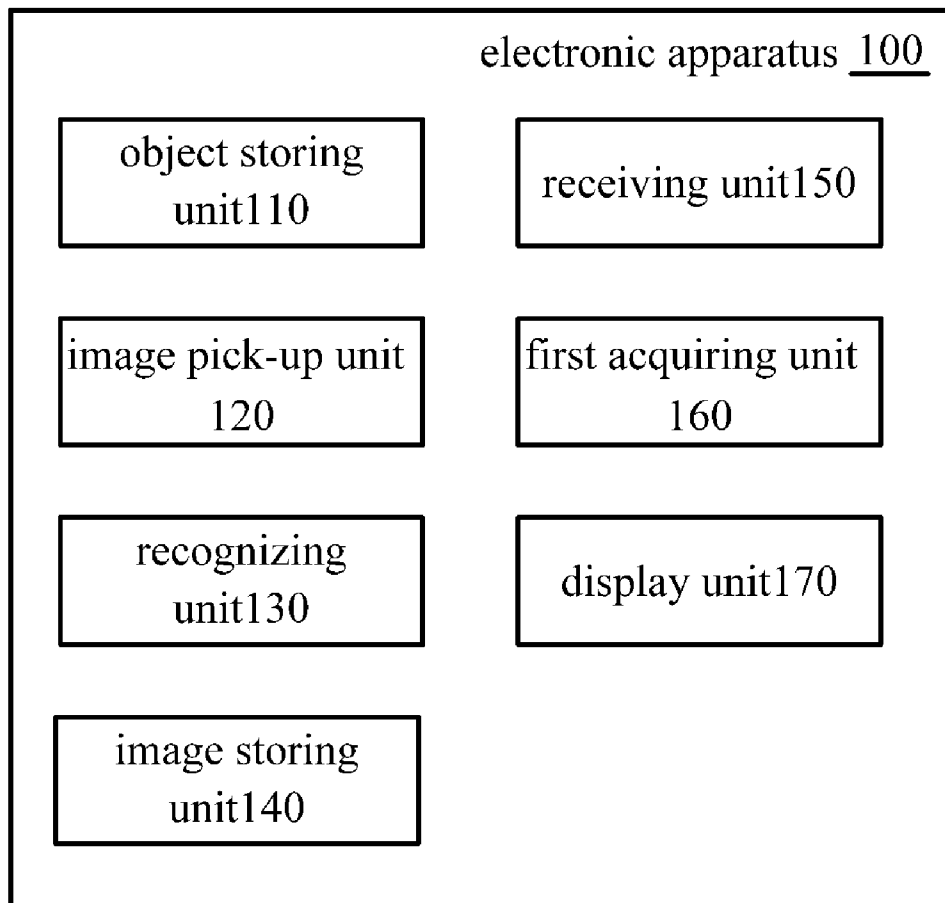 electronic apparatus 100
object storing
unit110
receiving unit150
image pick-up unit
120
first acquiring unit
160
recognizing
unit130
display unit170
image storing
unit140